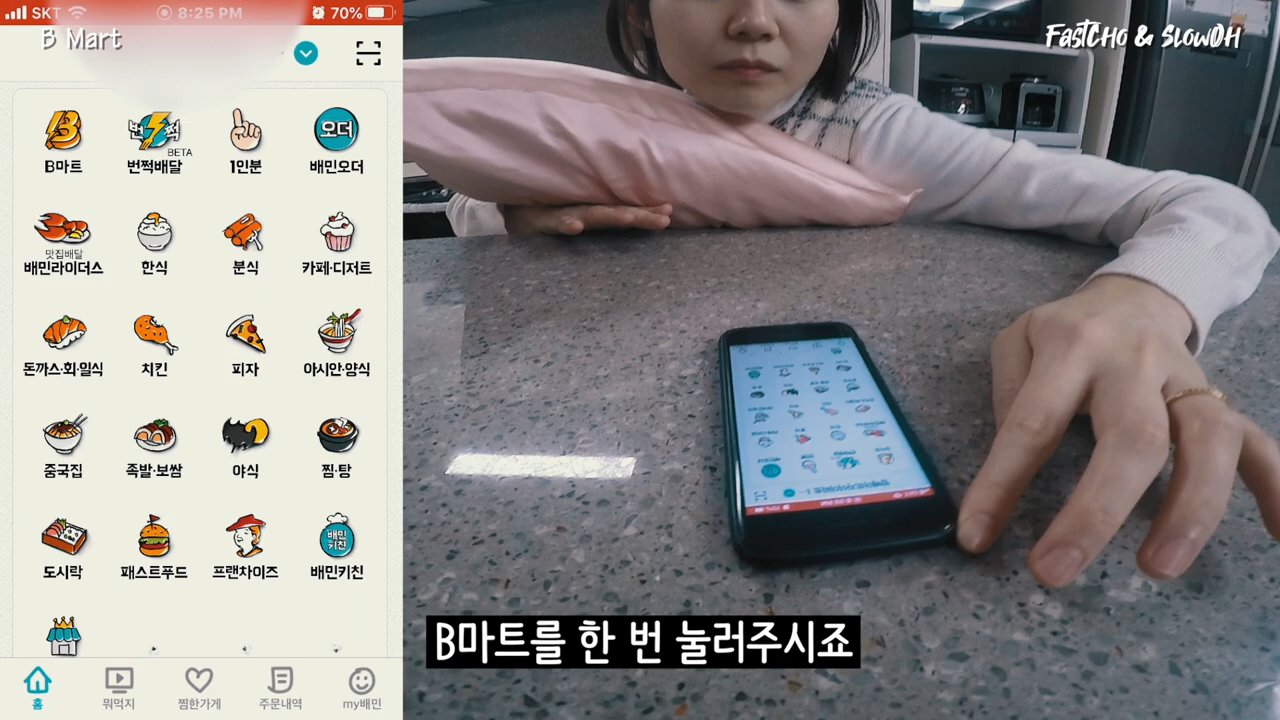 SKT
8:25 PM
70%
B Mart
FastCho & SlowOH
B마트
번쩍
번쩍배달
BETA
1인분
오더
배민오더
맛집배달
배민라이더스
한식
분식
카페·디저트
돈까스·회·일식
치킨
피자
아시안·양식
중국집
족발·보쌈
야식
찜·탕
도시락
패스트푸드
프랜차이즈
배민
키친
배민키친
홈
뭐먹지
찜한가게
주문내역
my배민
B마트를 한 번 눌러주시죠